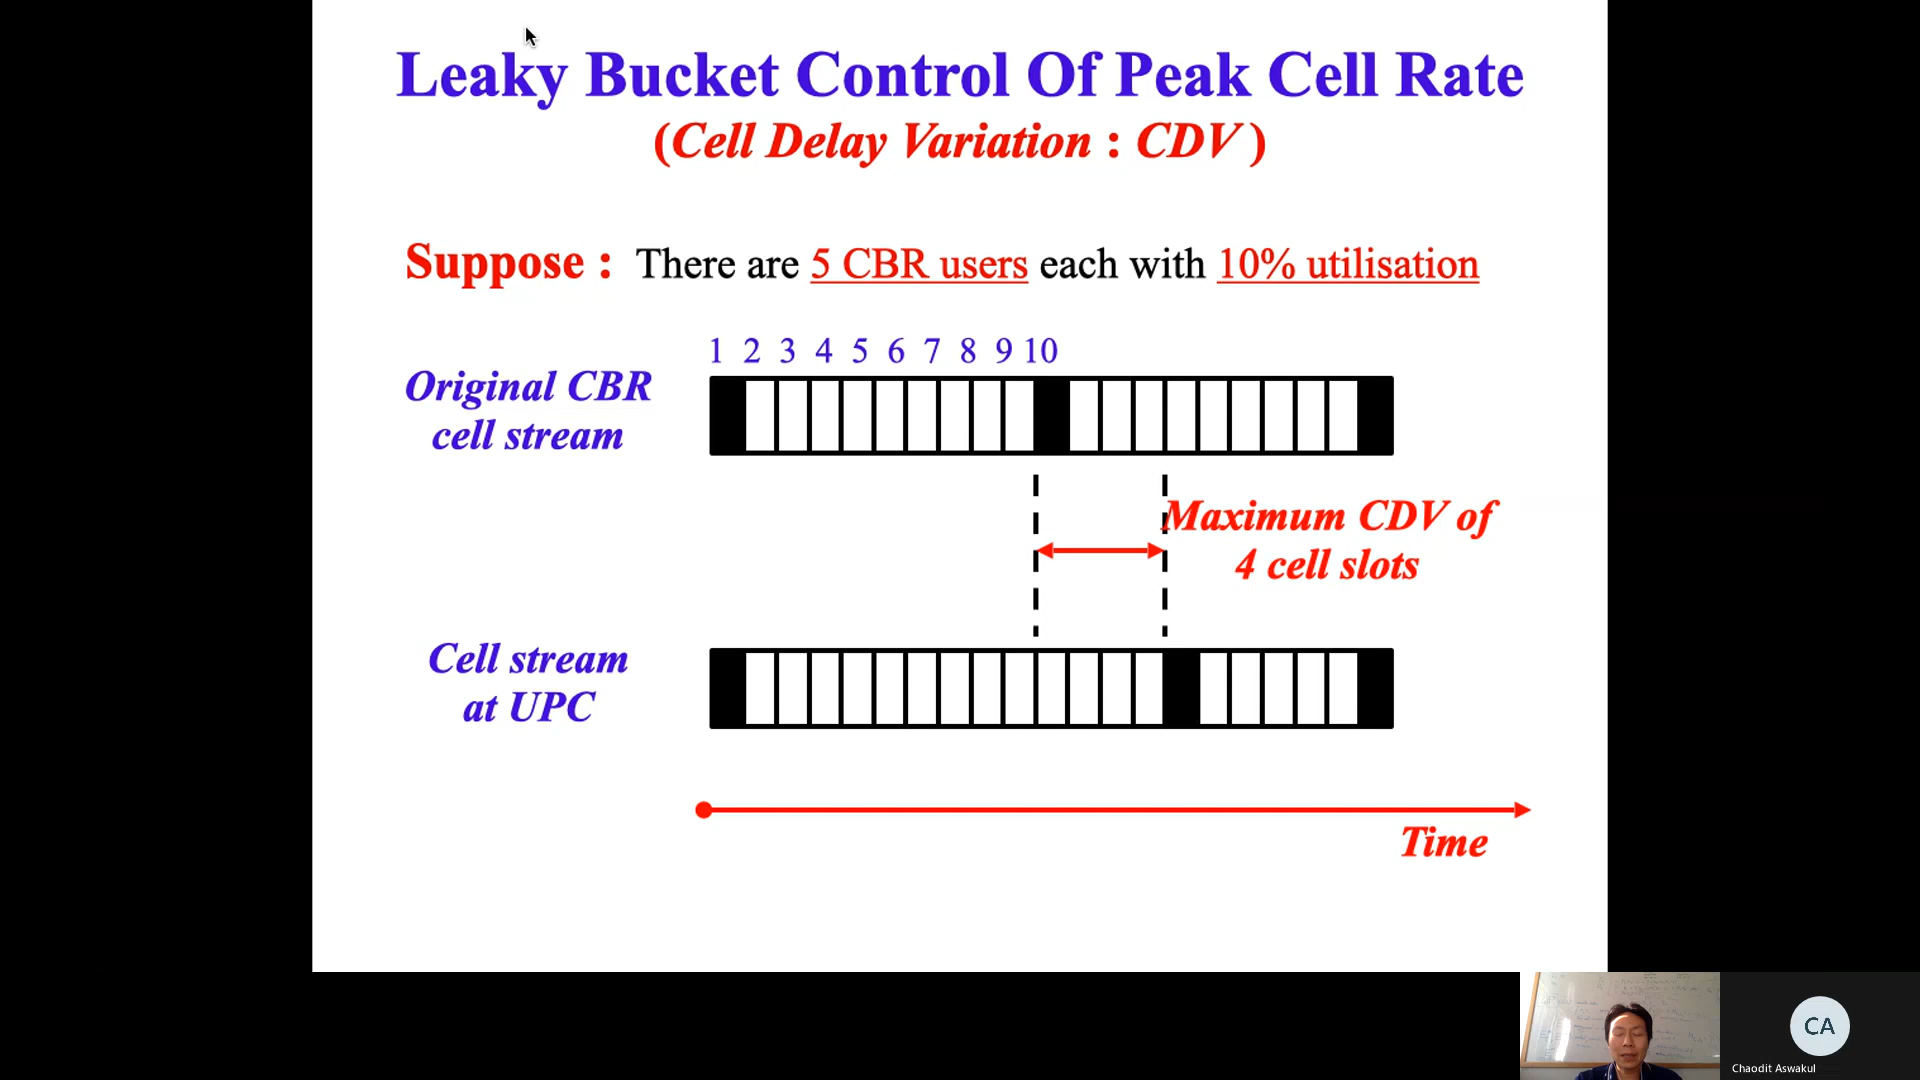 Leaky Bucket Control Of Peak Cell Rate
(Cell Delay Variation : CDV )
Suppose : There are 5 CBR users each with 10% utilisation
1 2 3 4 5 6 7 8 9 10
Original CBR
cell stream
Maximum CDV of
4 cell slots
Cell stream
at UPC
Time
CA
Chaodit Aswakul